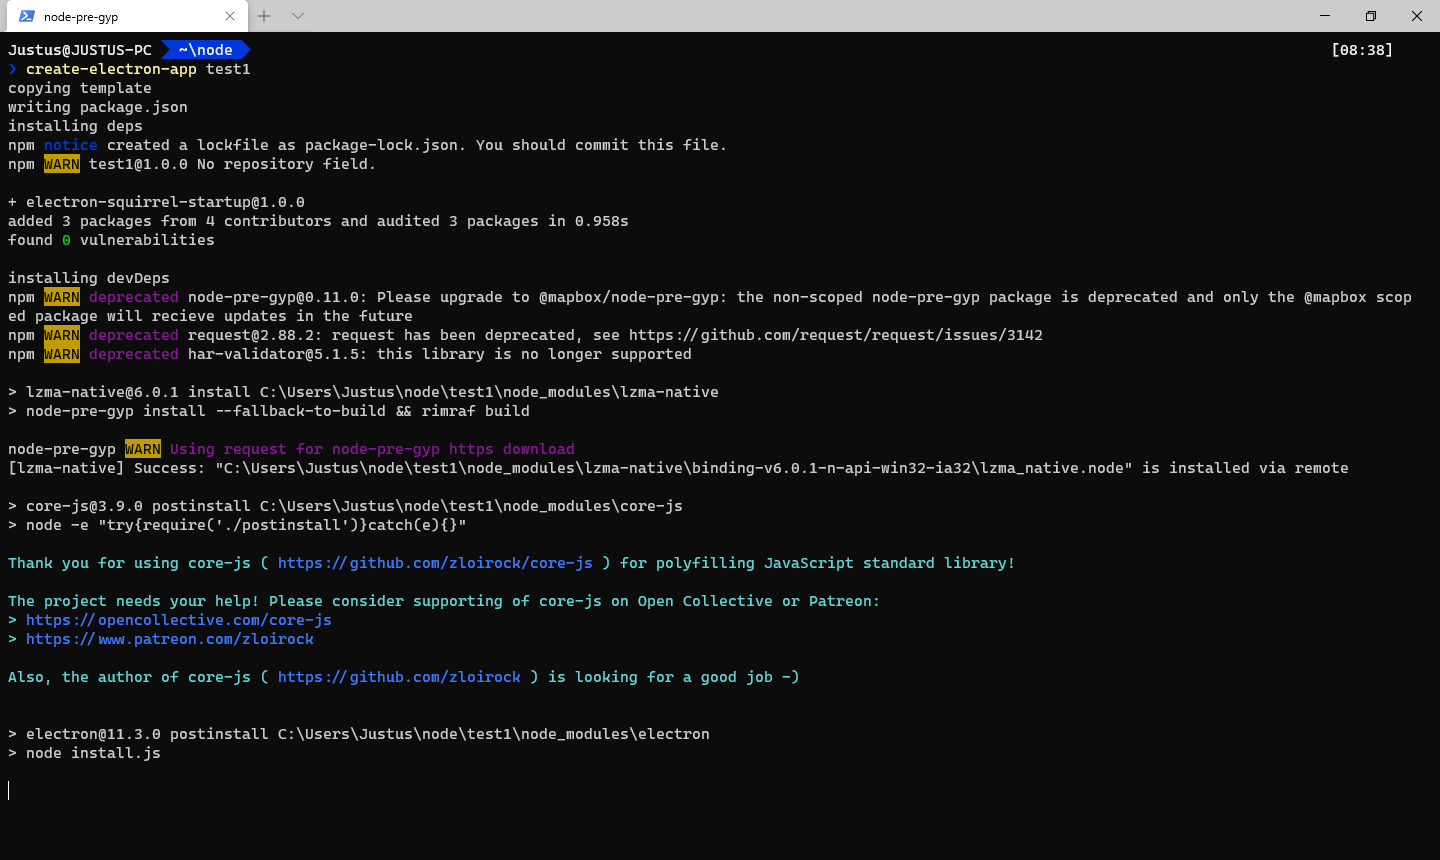 node-pre-gyp
Justus@JUSTUS-PC ~\node [08:38]
❯ create-electron-app test1
copying template
writing package.json
installing deps
npm notice created a lockfile as package-lock.json. You should commit this file.
npm WARN test1@1.0.0 No repository field.
+ electron-squirrel-startup@1.0.0
added 3 packages from 4 contributors and audited 3 packages in 0.958s
found 0 vulnerabilities
installing devDeps
npm WARN deprecated node-pre-gyp@0.11.0: Please upgrade to @mapbox/node-pre-gyp: the non-scoped node-pre-gyp package is deprecated and only the @mapbox scop
ed package will recieve updates in the future
npm WARN deprecated request@2.88.2: request has been deprecated, see https://github.com/request/request/issues/3142
npm WARN deprecated har-validator@5.1.5: this library is no longer supported
> lzma-native@6.0.1 install C:\Users\Justus\node\test1\node_modules\lzma-native
> node-pre-gyp install --fallback-to-build && rimraf build
node-pre-gyp WARN Using request for node-pre-gyp https download
[lzma-native] Success: "C:\Users\Justus\node\test1\node_modules\lzma-native\binding-v6.0.1-n-api-win32-ia32\lzma_native.node" is installed via remote
> core-js@3.9.0 postinstall C:\Users\Justus\node\test1\node_modules\core-js
> node -e "try{require('./postinstall')}catch(e){}"
Thank you for using core-js ( https://github.com/zloirock/core-js ) for polyfilling JavaScript standard library!
The project needs your help! Please consider supporting of core-js on Open Collective or Patreon:
> https://opencollective.com/core-js
> https://www.patreon.com/zloirock
Also, the author of core-js ( https://github.com/zloirock ) is looking for a good job -)
> electron@11.3.0 postinstall C:\Users\Justus\node\test1\node_modules\electron
> node install.js